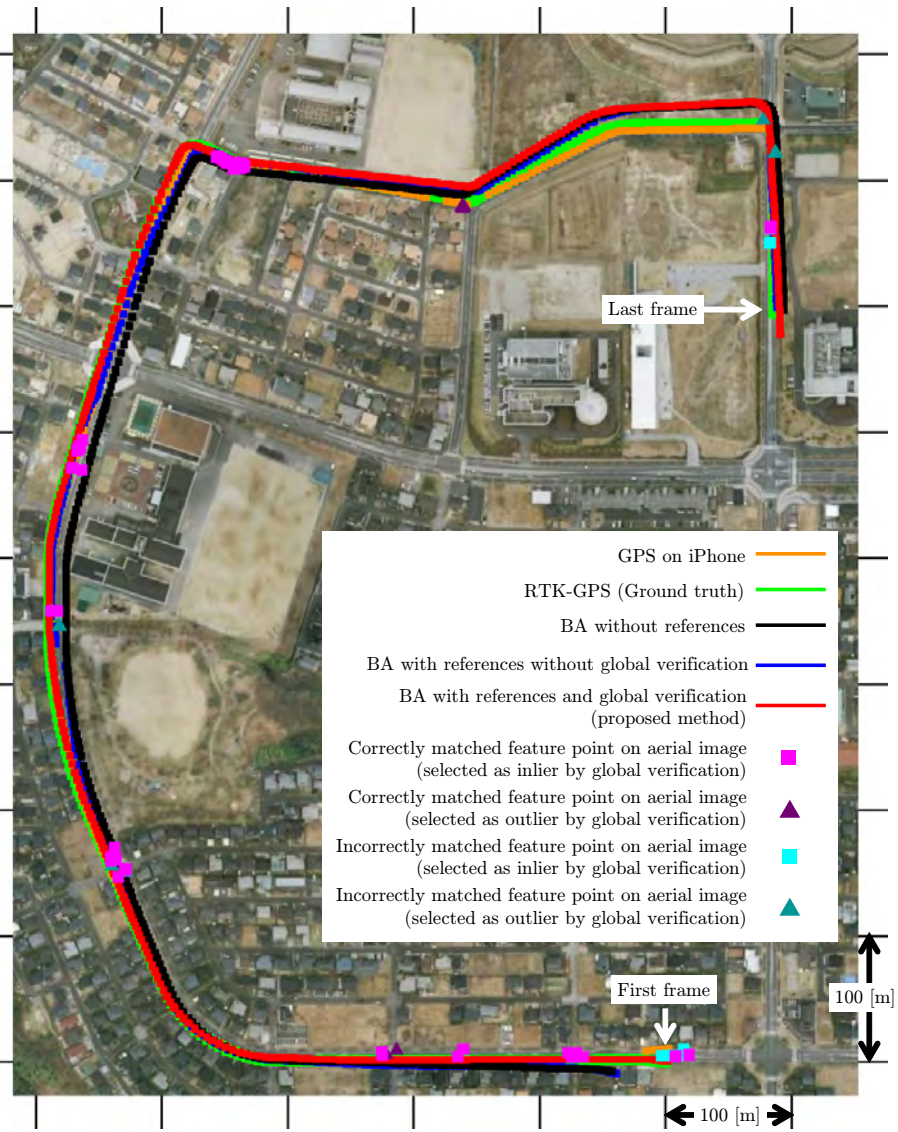 Last frame
GPS on iPhone
RTK-GPS (Ground truth)
BA without references
BA with references without global verification
BA with references and global verification
(proposed method)
Correctly matched feature point on aerial image
(selected as inlier by global verification)
Correctly matched feature point on aerial image
(selected as outlier by global verification)
Incorrectly matched feature point on aerial image
(selected as inlier by global verification)
Incorrectly matched feature point on aerial image
(selected as outlier by global verification)
First frame
100 [m]
100 [m]